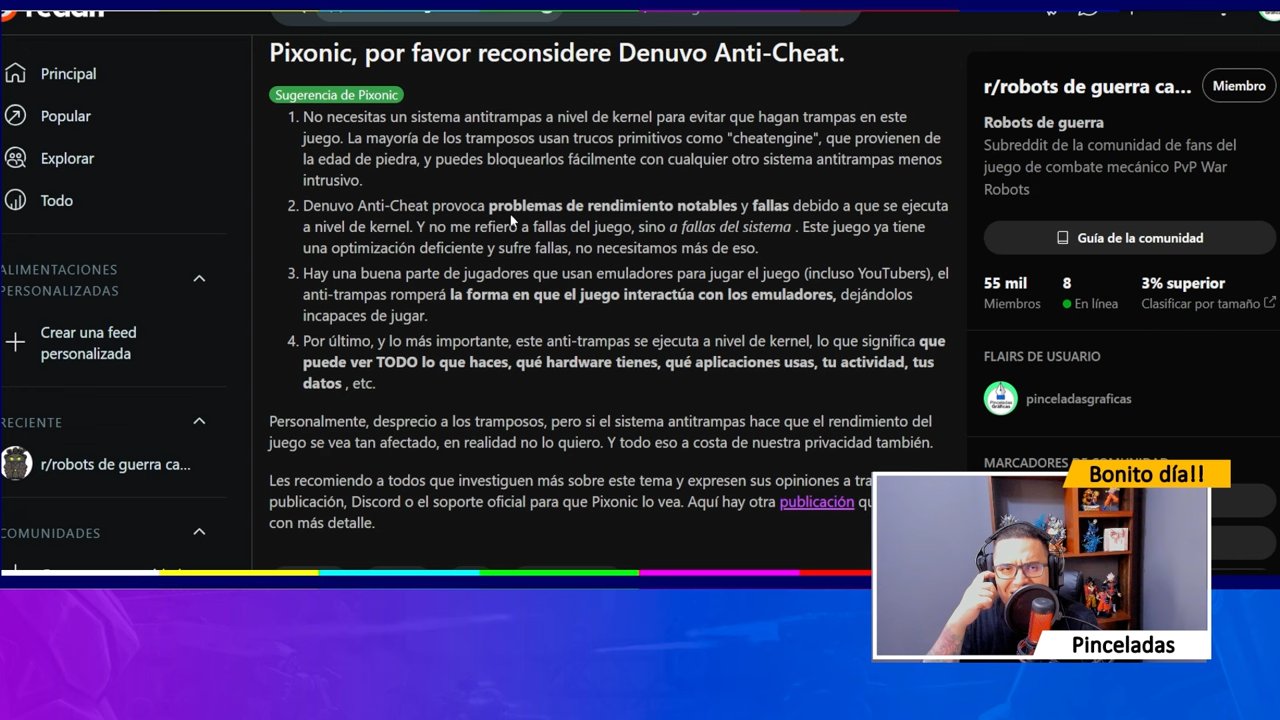 Pixonic, por favor reconsidere Denuvo Anti-Cheat.
Sugerencia de Pixonic
1. No necesitas un sistema antitrampas a nivel de kernel para evitar que hagan trampas en este
juego. La mayoría de los tramposos usan trucos primitivos como "cheatengine", que provienen de
la edad de piedra, y puedes bloquearlos fácilmente con cualquier otro sistema antitrampas menos
intrusivo.
2. Denuvo Anti-Cheat provoca problemas de rendimiento notables y fallas debido a que se ejecuta
a nivel de kernel. Y no me refiero a fallas del juego, sino a fallas del sistema . Este juego ya tiene
una optimización deficiente y sufre fallas, no necesitamos más de eso.
3. Hay una buena parte de jugadores que usan emuladores para jugar el juego (incluso YouTubers), el
anti-trampas romperá la forma en que el juego interactúa con los emuladores, dejándolos
incapaces de jugar.
4. Por último, y lo más importante, este anti-trampas se ejecuta a nivel de kernel, lo que significa que
puede ver TODO lo que haces, qué hardware tienes, qué aplicaciones usas, tu actividad, tus
datos , etc.
Personalmente, desprecio a los tramposos, pero si el sistema antitrampas hace que el rendimiento del
juego se vea tan afectado, en realidad no lo quiero. Y todo eso a costa de nuestra privacidad también.
Les recomiendo a todos que investiguen más sobre este tema y expresen sus opiniones a
publicación, Discord o el soporte oficial para que Pixonic lo vea. Aquí hay otra publicación
con más detalle.
Principal
Popular
Explorar
Todo
ALIMENTACIONES
PERSONALIZADAS
Crear una feed
personalizada
RECIENTE
r/robots de guerra ca...
COMUNIDADES
r/robots de guerra ca...
Miembro
Robots de guerra
Subreddit de la comunidad de fans del
juego de combate mecánico PvP War
Robots
Guía de la comunidad
55 mil
8
3% superior
Miembros
En línea
Clasificar por tamaño
FLAIRS DE USUARIO
pinceladasgraficas
MARCADORES DE COMUNIDAD
Bonito día!!
Pinceladas